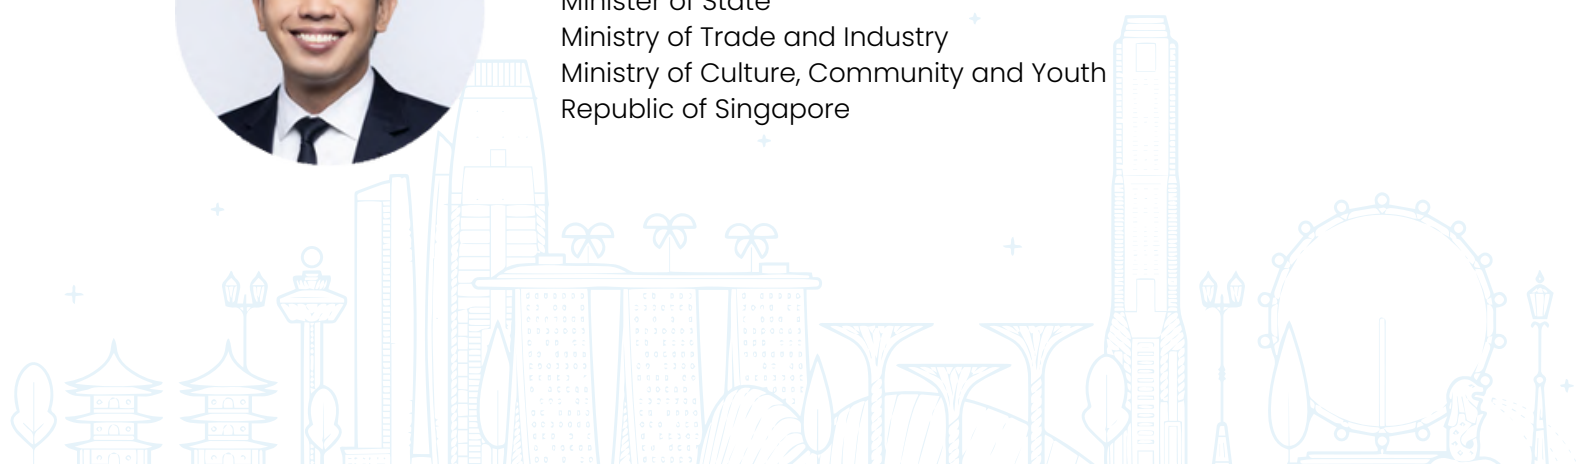 Minister of State
Ministry of Trade and Industry
Ministry of Culture, Community and Youth
Republic of Singapore